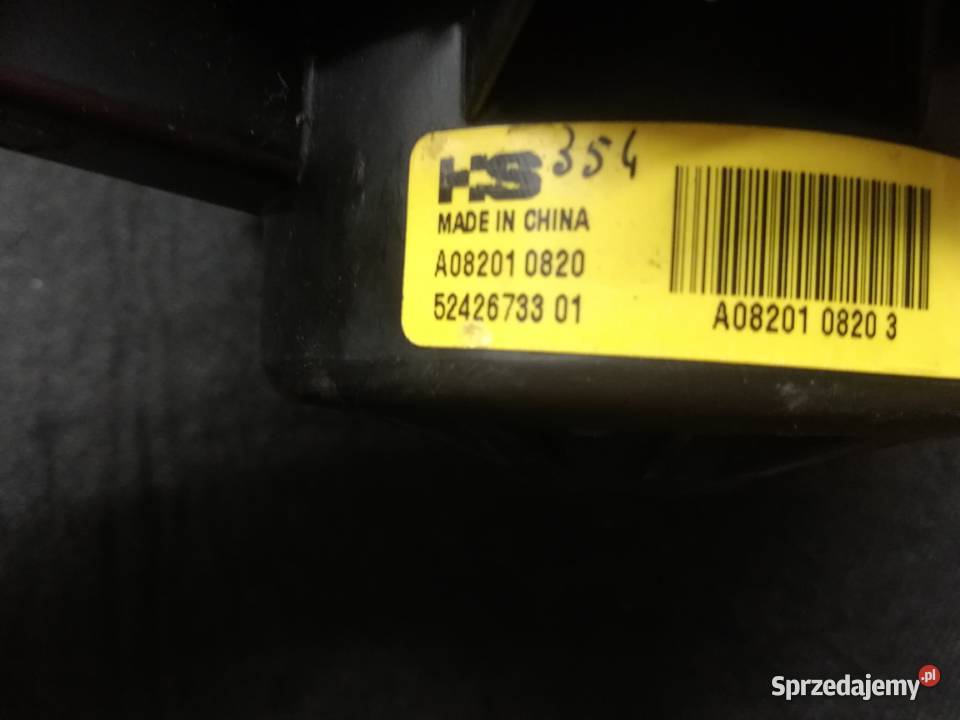 HS 354
MADE IN CHINA
A08201 0820
52426733 01
A08201 0820 3
Sprzedajemy.pl